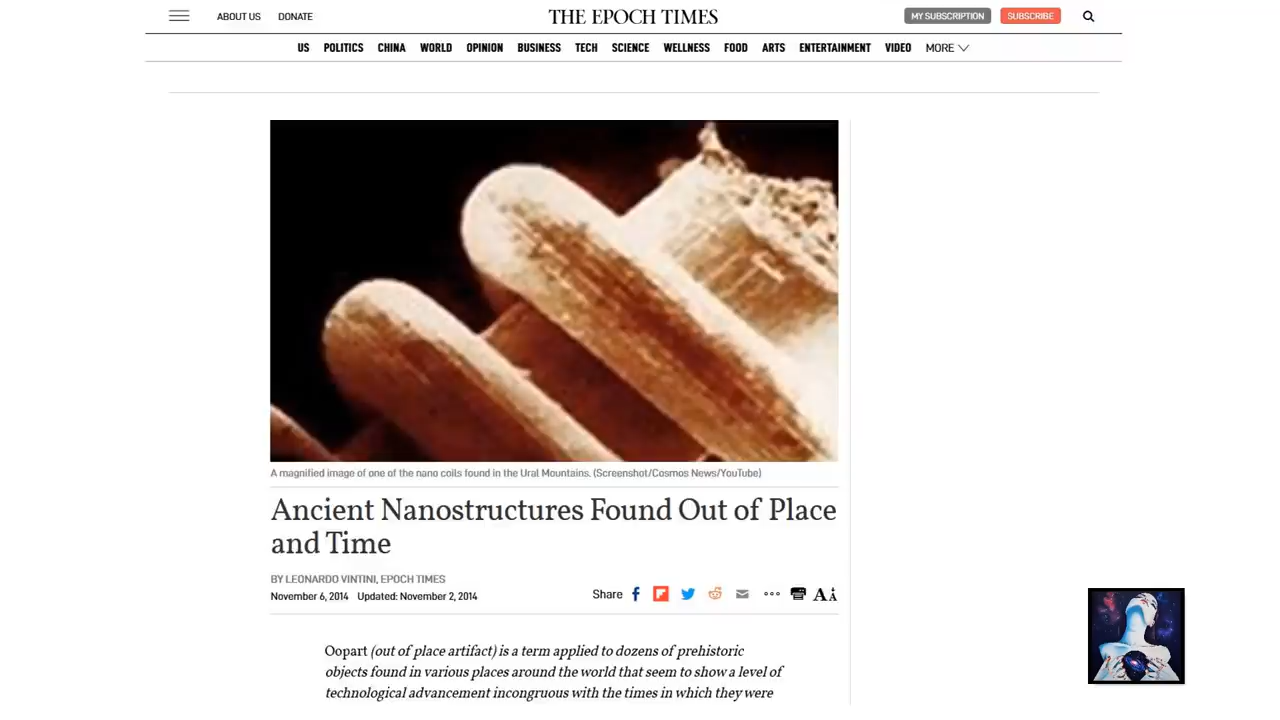 ABOUT US DONATE THE EPOCH TIMES MY SUBSCRIPTION SUBSCRIBE
US POLITICS CHINA WORLD OPINION BUSINESS TECH SCIENCE WELLNESS FOOD ARTS ENTERTAINMENT VIDEO MORE
A magnified image of one of the nano coils found in the Ural Mountains. (Screenshot/Cosmos News/YouTube)
Ancient Nanostructures Found Out of Place
and Time
BY LEONARDO VINTINI, EPOCH TIMES
November 6, 2014 Updated: November 2, 2014
Share
Oopart (out of place artifact) is a term applied to dozens of prehistoric
objects found in various places around the world that seem to show a level of
technological advancement incongruous with the times in which they were